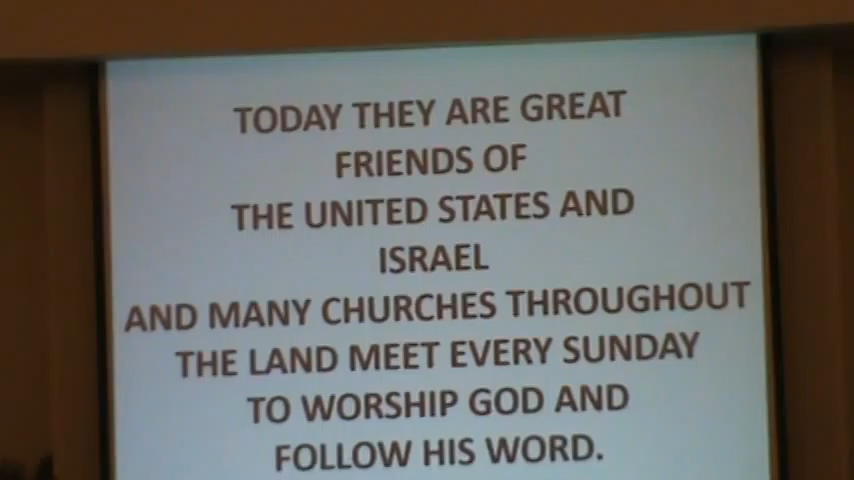 TODAY THEY ARE GREAT
FRIENDS OF
THE UNITED STATES AND
ISRAEL
AND MANY CHURCHES THROUGHOUT
THE LAND MEET EVERY SUNDAY
TO WORSHIP GOD AND
FOLLOW HIS WORD.